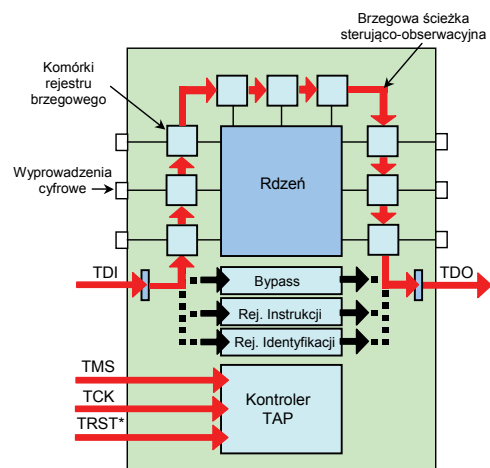 Brzegowa ścieżka
sterująco-obserwacyjna
Komórki
rejestru
brzegowego
Wyprowadzenia
cyfrowe
Rdzeń
TDI
TDO
Bypass
Rej. Instrukcji
Rej. Identyfikacji
TMS
TCK
TRST*
Kontroler
TAP